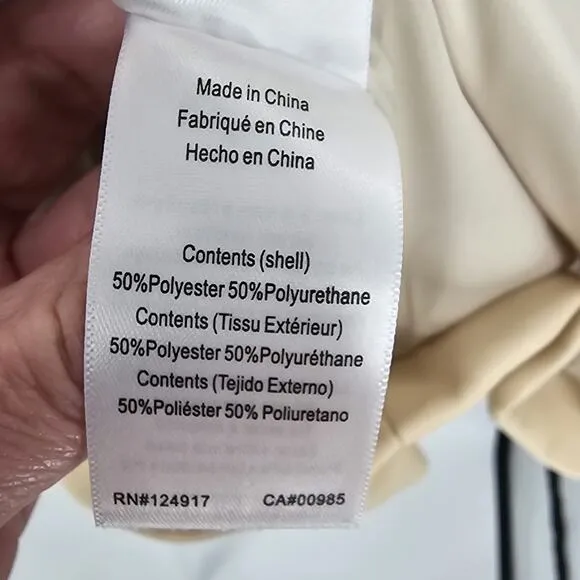 Made in China
Fabriqué en Chine
Hecho en China
Contents (shell)
50%Polyester 50%Polyurethane
Contents (Tissu Extérieur)
50%Polyester 50%Polyuréthane
Contents (Tejido Externo)
50%Poliéster 50% Poliuretano
RN#124917 CA#00985